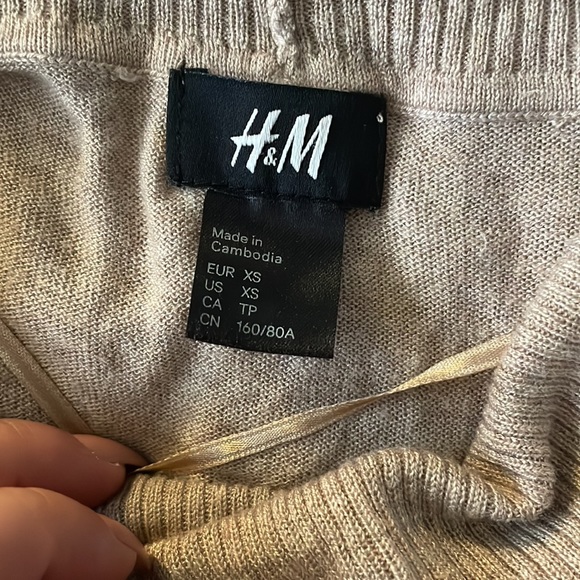 H&M
Made in
Cambodia
EUR XS
US XS
CA TP
CN 160/80A